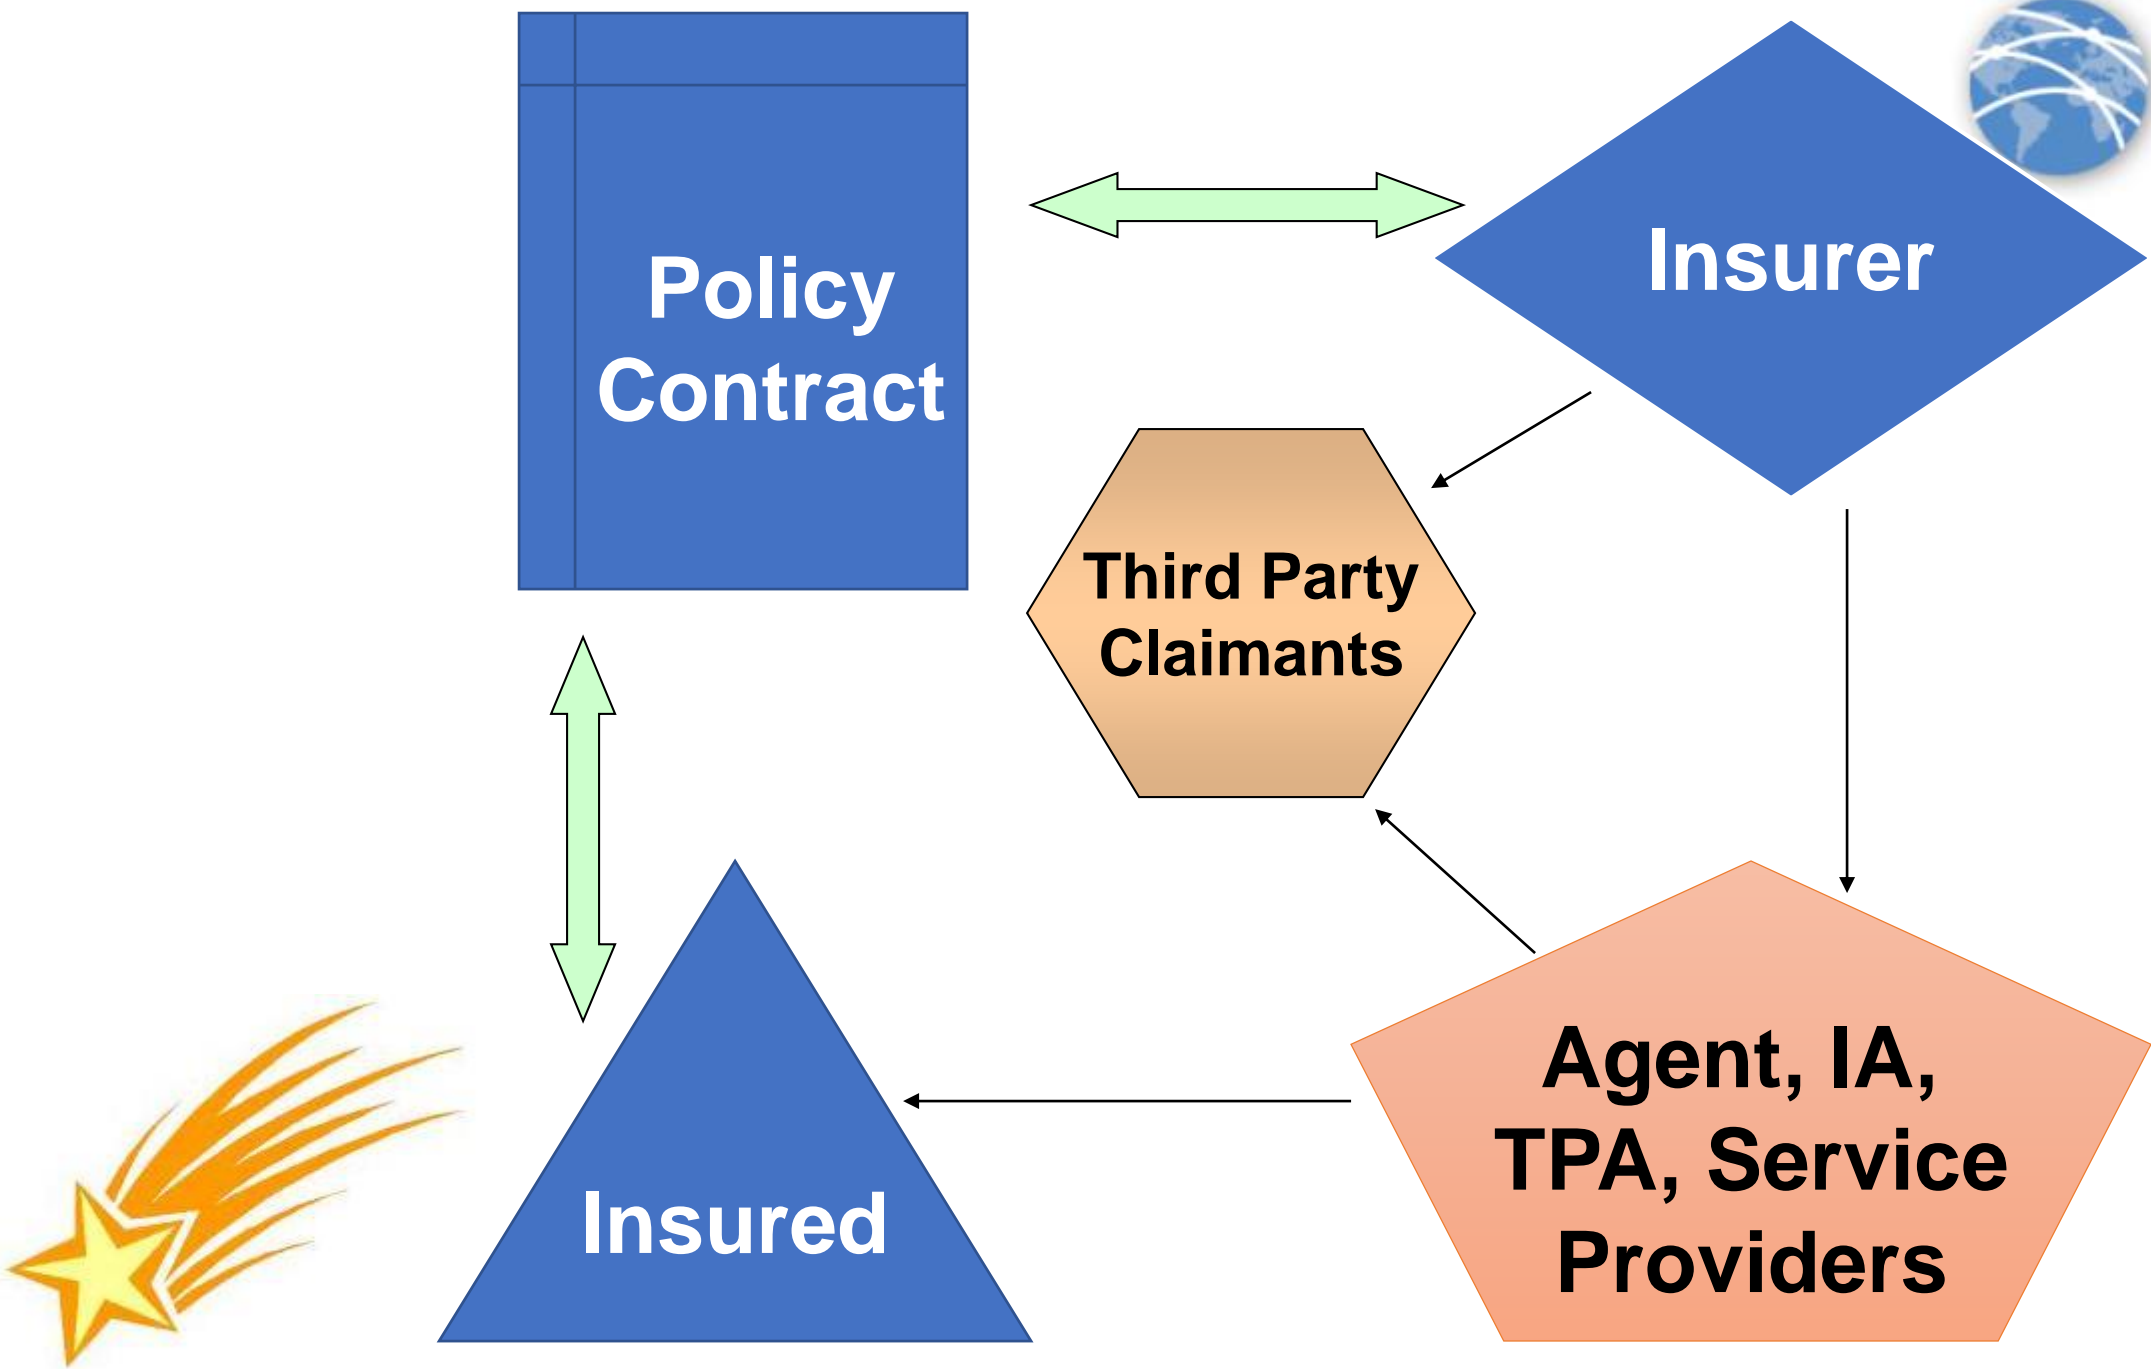 Policy
Contract
Insurer
Third Party
Claimants
Insured
Agent, IA,
TPA, Service
Providers